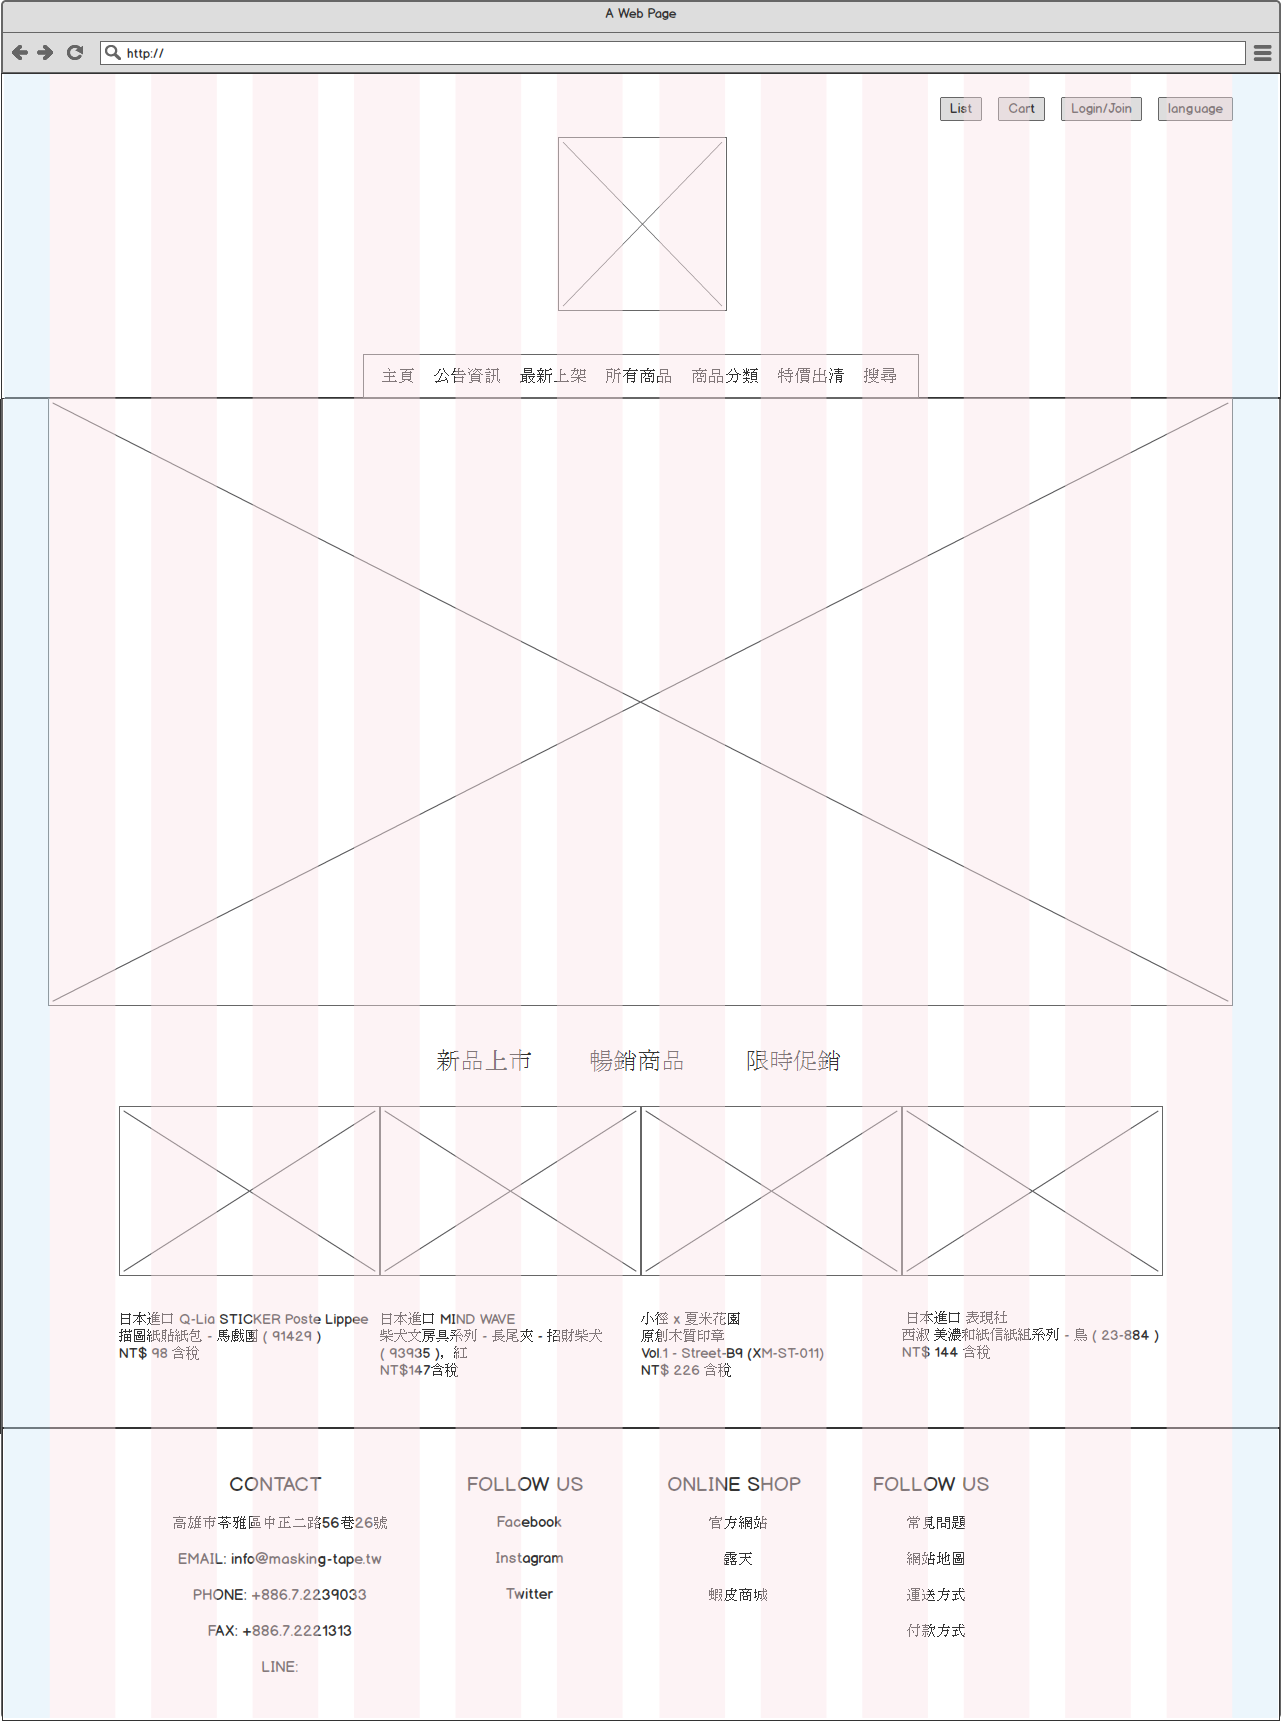 A Web Page
http://
List Cart Login/Join language
主頁 公告資訊 最新上架 所有商品 商品分類 特價出清 搜尋
新品上市 暢銷商品 限時促銷
日本進口 Q-Lia STICKER Poste Lippee
描圖紙貼紙包 - 馬戲團 ( 91429 )
NT$ 98 含稅
日本進口 MIND WAVE
柴犬文房具系列 - 長尾夾 - 招財柴犬
( 93935 ), 紅
NT$147含稅
小徑 x 夏米花園
原創木質印章
Vol.1 - Street-B9 (XM-ST-011)
NT$ 226 含稅
日本進口 表現社
西淑 美濃和紙信紙組系列 - 鳥 ( 23-884 )
NT$ 144 含稅
CONTACT
高雄市苓雅區中正二路56巷26號
EMAIL: info@masking-tape.tw
PHONE: +886.7.2239033
FAX: +886.7.2221313
LINE:
FOLLOW US
Facebook
Instagram
Twitter
ONLINE SHOP
官方網站
露天
蝦皮商城
FOLLOW US
常見問題
網站地圖
運送方式
付款方式